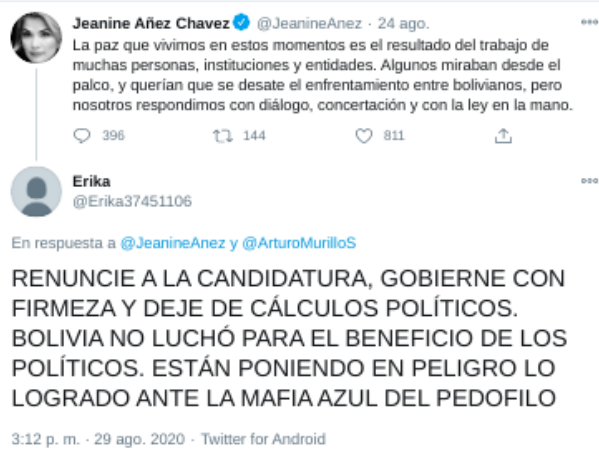 Jeanine Añez Chavez @JeanineAnez · 24 ago.
La paz que vivimos en estos momentos es el resultado del trabajo de
muchas personas, instituciones y entidades. Algunos miraban desde el
palco, y querían que se desate el enfrentamiento entre bolivianos, pero
nosotros respondimos con diálogo, concertación y con la ley en la mano.
396 144 811
Erika
@Erika37451106
En respuesta a @JeanineAnez y @ArturoMurilloS
RENUNCIE A LA CANDIDATURA, GOBIERNE CON
FIRMEZA Y DEJE DE CÁLCULOS POLÍTICOS.
BOLIVIA NO LUCHÓ PARA EL BENEFICIO DE LOS
POLÍTICOS. ESTÁN PONIENDO EN PELIGRO LO
LOGRADO ANTE LA MAFIA AZUL DEL PEDOFILO
3:12 p. m. · 29 ago. 2020 · Twitter for Android